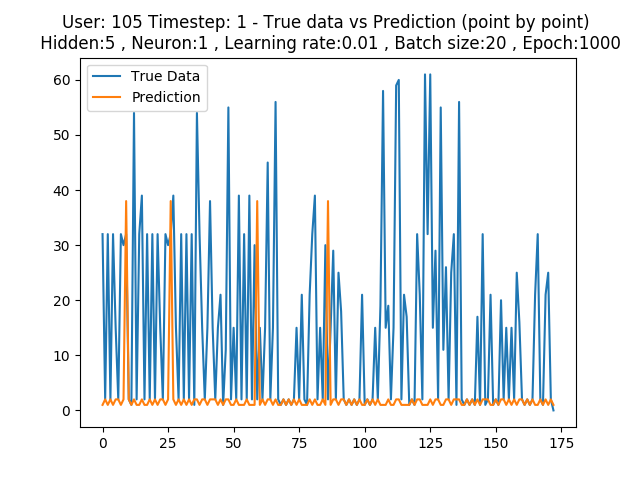 User: 105 Timestep: 1 - True data vs Prediction (point by point)
Hidden:5 , Neuron:1 , Learning rate:0.01 , Batch size:20 , Epoch:1000
True Data
Prediction
60
50
40
30
20
10
0
0 25 50 75 100 125 150 175